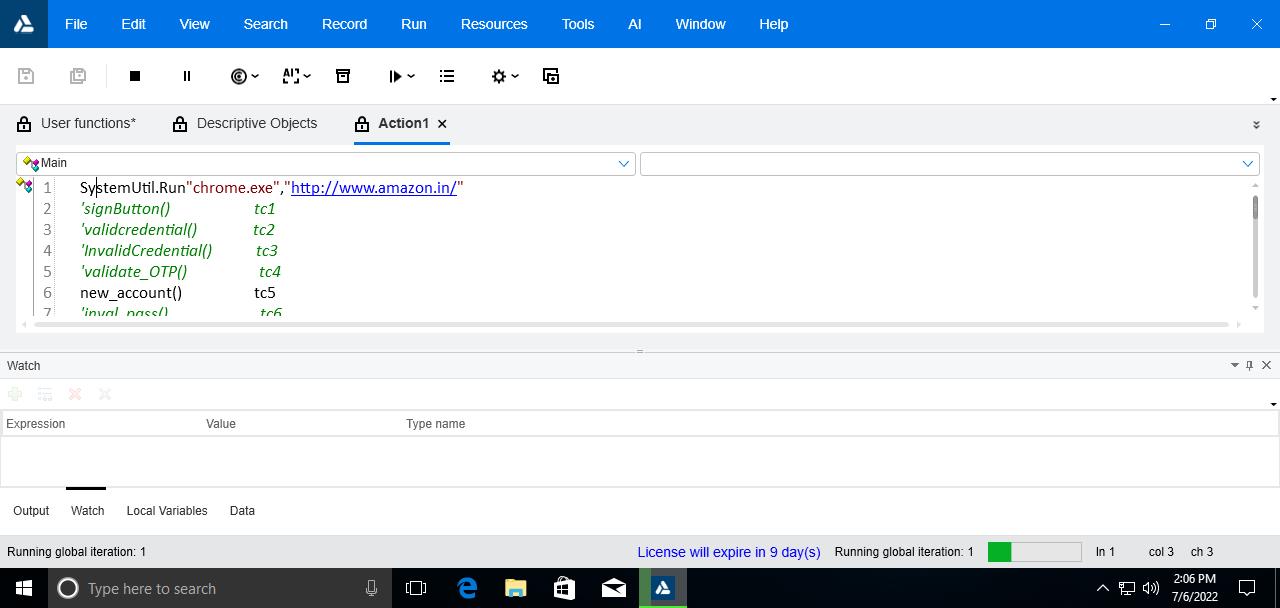 File Edit View Search Record Run Resources Tools AI Window Help
User functions* Descriptive Objects Action1
Main
1 SystemUtil.Run"chrome.exe","http://www.amazon.in/"
2 'signButton() tc1
3 'validcredential() tc2
4 'InvalidCredential() tc3
5 'validate_OTP() tc4
6 new_account() tc5
7 'inval_pass() tc6
Watch
Expression Value Type name
Output Watch Local Variables Data
Running global iteration: 1 License will expire in 9 day(s) Running global iteration: 1 ln 1 col 3 ch 3
Type here to search
2:06 PM
7/6/2022